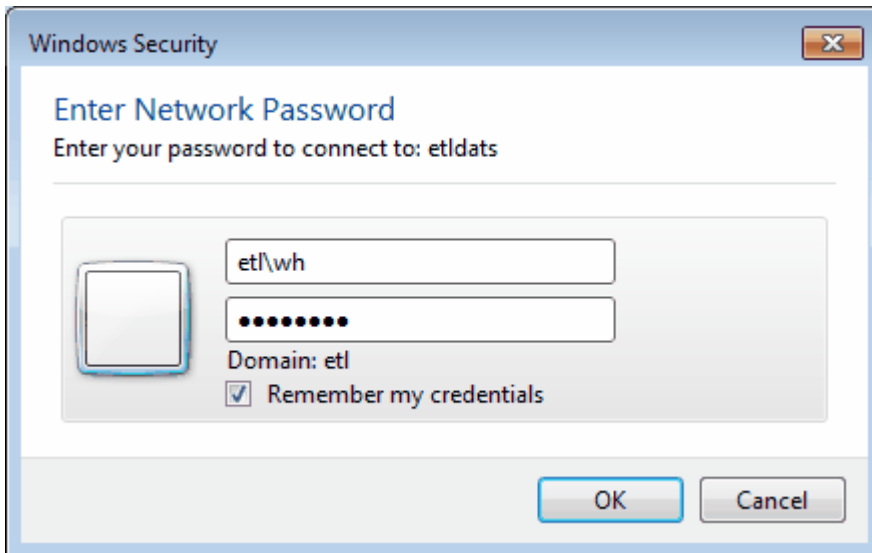 Windows Security
Enter Network Password
Enter your password to connect to: etldats
etl\wh
••••••••
Domain: etl
Remember my credentials
OK
Cancel